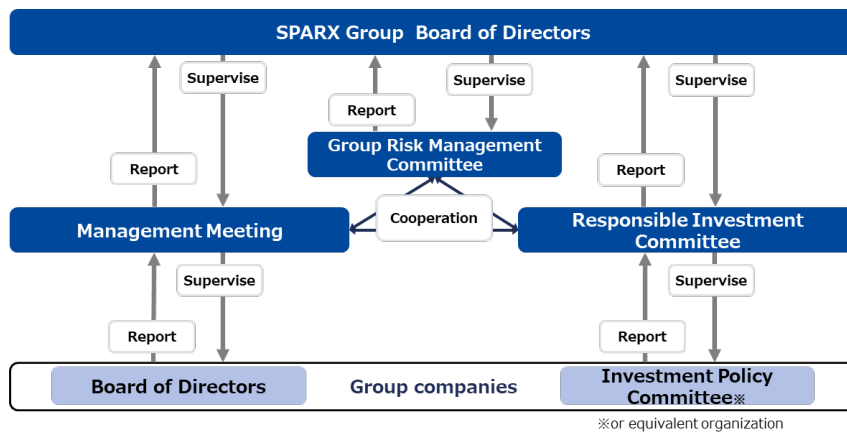 SPARX Group Board of Directors
Supervise
Supervise
Supervise
Report
Group Risk Management
Committee
Report
Report
Cooperation
Management Meeting
Responsible Investment
Committee
Supervise
Supervise
Report
Report
Board of Directors
Group companies
Investment Policy
Committee※
※or equivalent organization